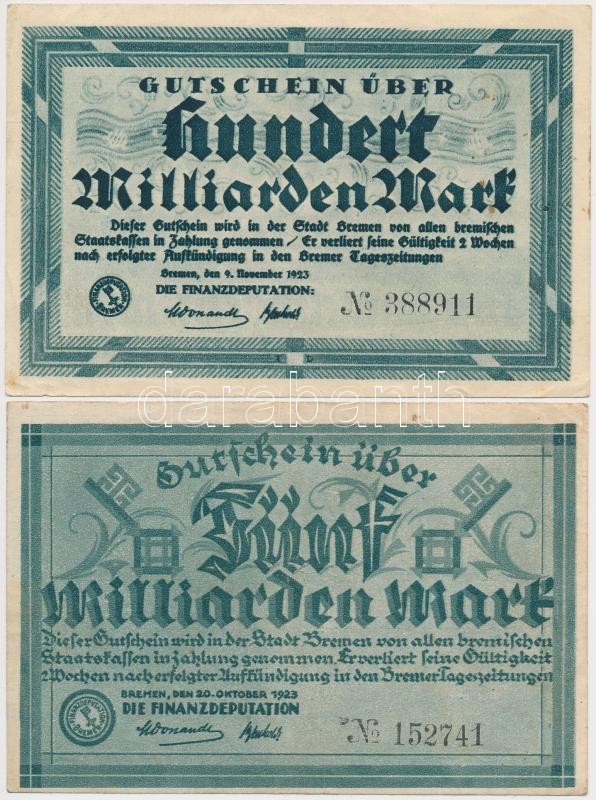 GUTSCHEIN ÜBER
Hundert
Milliarden Mark
Dieser Gutschein wird in der Stadt Bremen von allen bremischen
Staatskassen in Zahlung genommen / Er verliert seine Gültigkeit 2 Wochen
nach erfolgter Aufkündigung in den Bremer Tageszeitungen
Bremen, den 9. November 1923
DIE FINANZDEPUTATION:
FINANZDEPUTATION BREMEN
№ 388911
darabanth
Gutschein über
Fünf
Milliarden Mark
Dieser Gutschein wird in der Stadt Bremen von allen bremischen
Staatskassen in Zahlung genommen. Er verliert seine Gültigkeit
2 Wochen nach erfolgter Aufkündigung in den Bremer Tageszeitungen
BREMEN, DEN 20. OKTOBER 1923
DIE FINANZDEPUTATION
FINANZDEPUTATION BREMEN
№ 152741